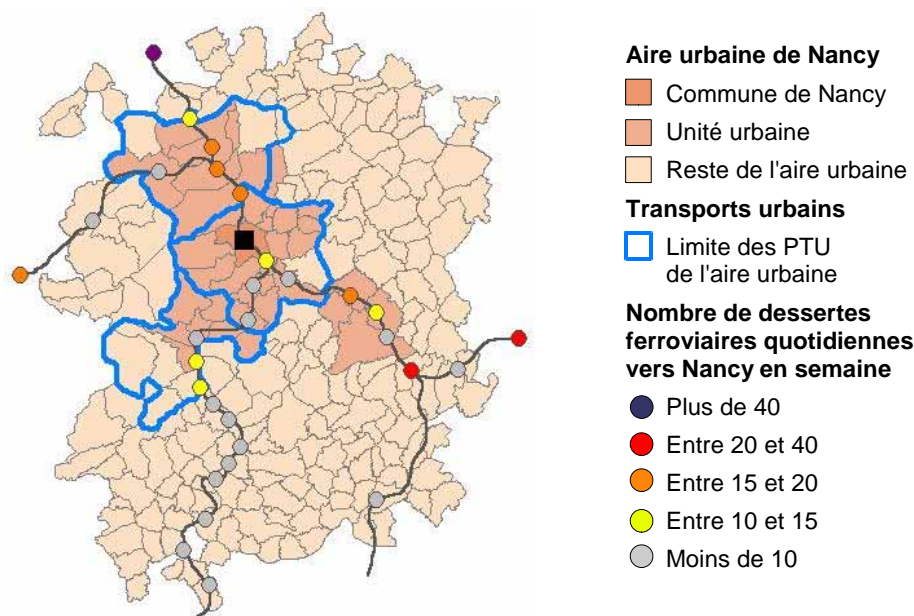 Aire urbaine de Nancy
Commune de Nancy
Unité urbaine
Reste de l'aire urbaine
Transports urbains
Limite des PTU
de l'aire urbaine
Nombre de dessertes
ferroviaires quotidiennes
vers Nancy en semaine
Plus de 40
Entre 20 et 40
Entre 15 et 20
Entre 10 et 15
Moins de 10